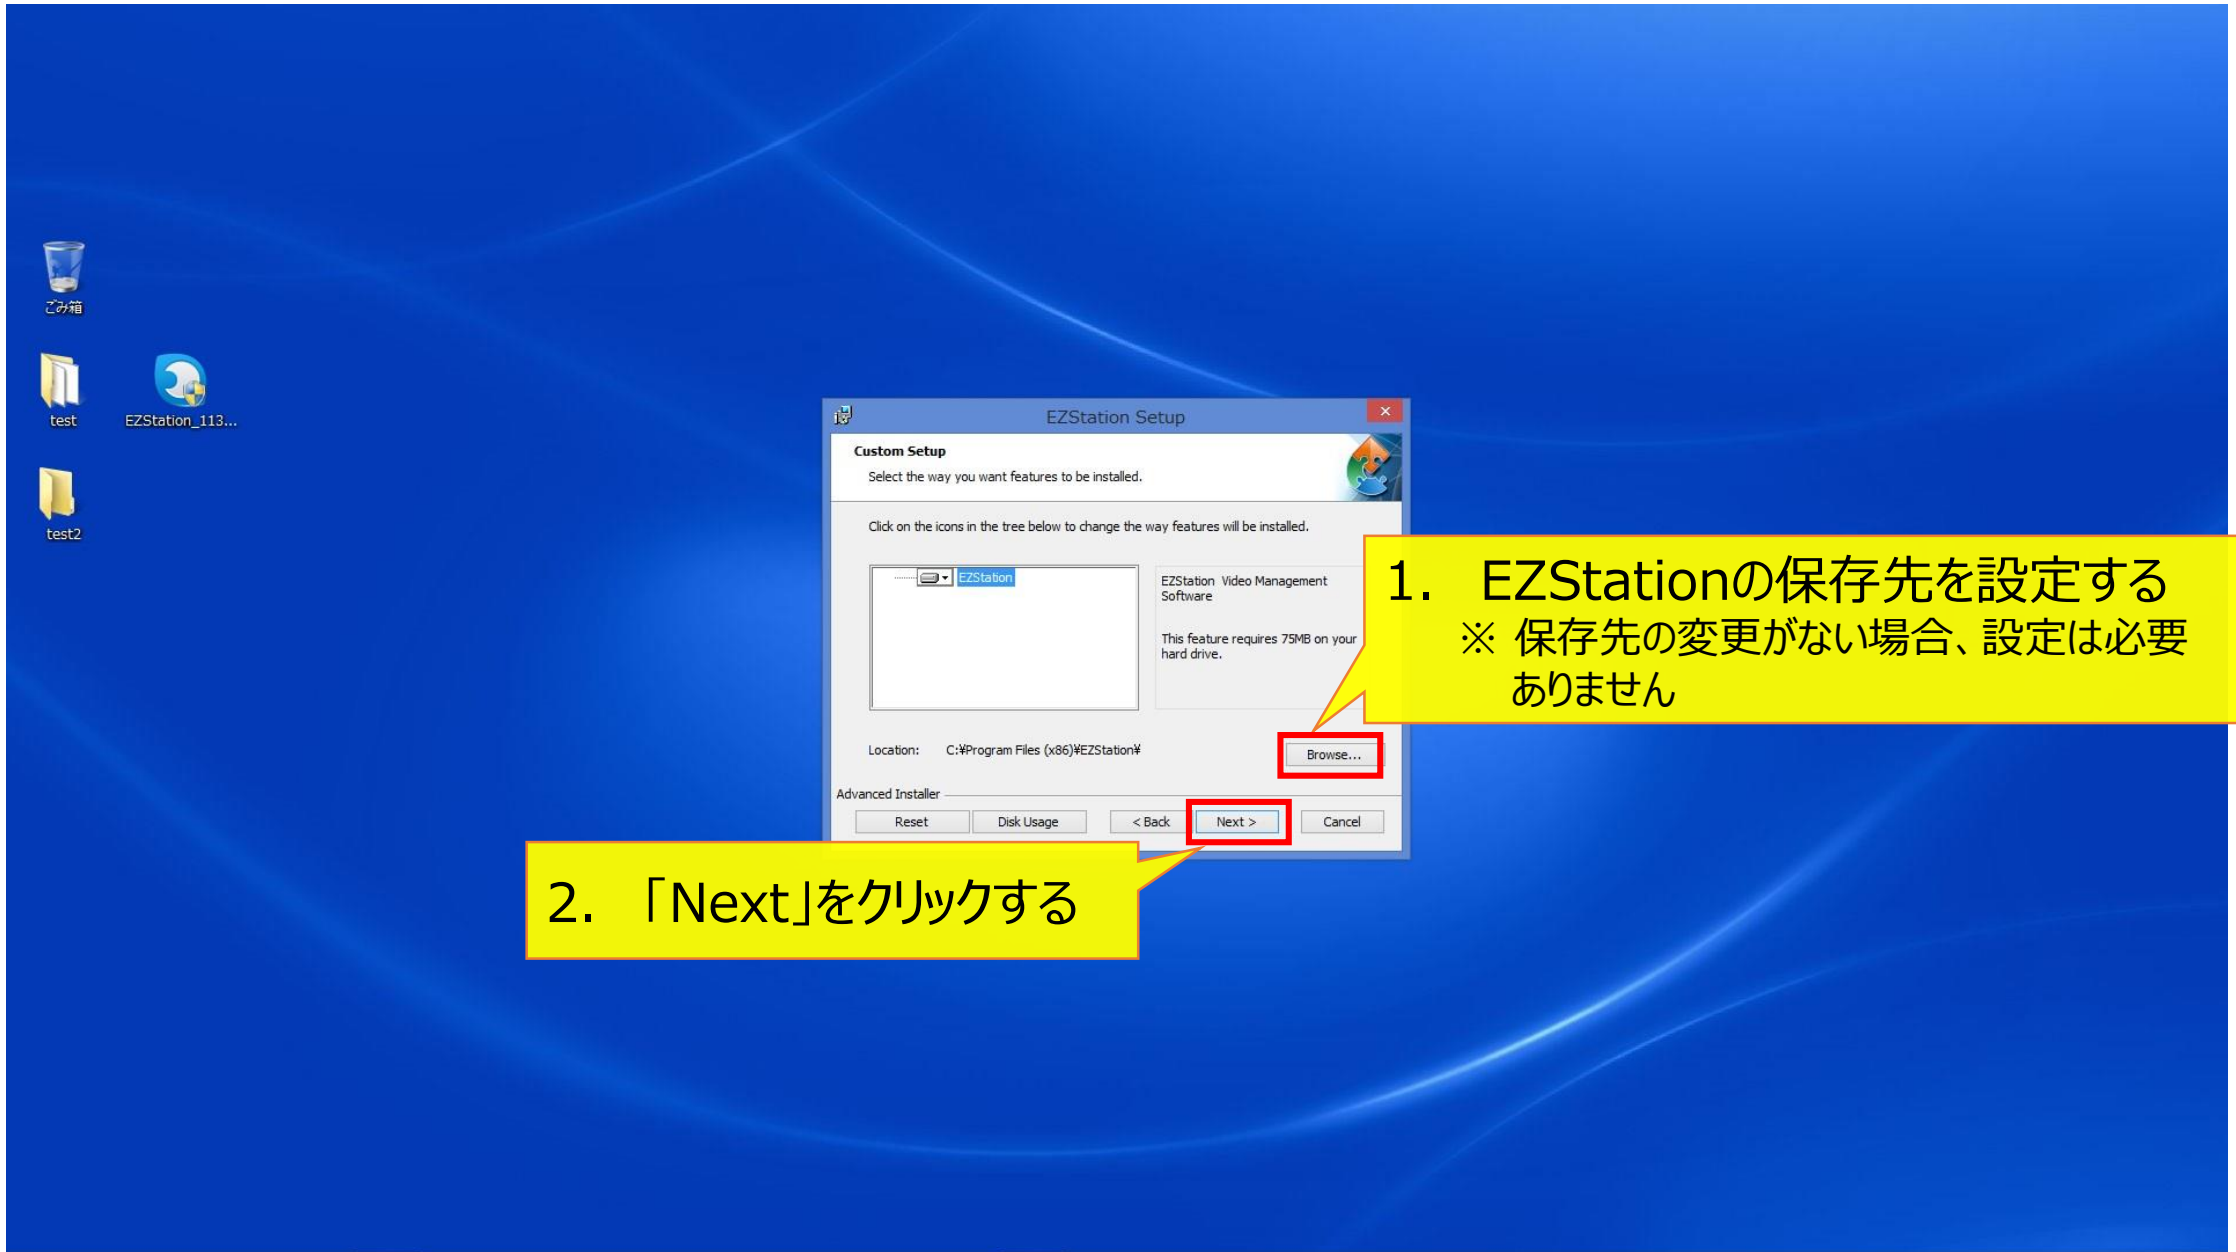 ごみ箱
test
EZStation_113...
test2
EZStation Setup
Custom Setup
Select the way you want features to be installed.
Click on the icons in the tree below to change the way features will be installed.
EZStation
EZStation Video Management
Software
This feature requires 75MB on your
hard drive.
1. EZStationの保存先を設定する
※ 保存先の変更がない場合、設定は必要
ありません
Location: C:¥Program Files (x86)¥EZStation¥
Browse...
Advanced Installer
Reset Disk Usage < Back Next > Cancel
2. 「Next」をクリックする